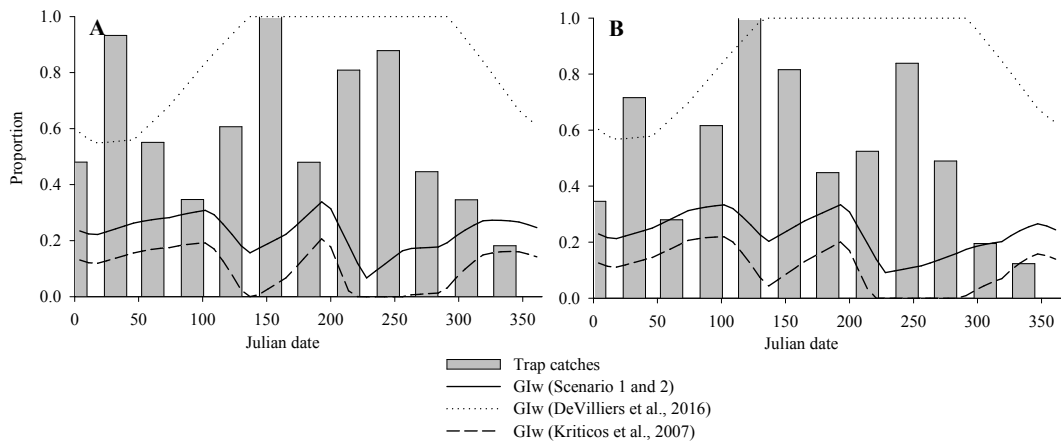 A
B
Proportion
1.0
0.8
0.6
0.4
0.2
0.0
0 50 100 150 200 250 300 350
Julian date
1.0
0.8
0.6
0.4
0.2
0.0
0 50 100 150 200 250 300 350
Julian date
Trap catches
GIw (Scenario 1 and 2)
GIw (DeVilliers et al., 2016)
GIw (Kriticos et al., 2007)